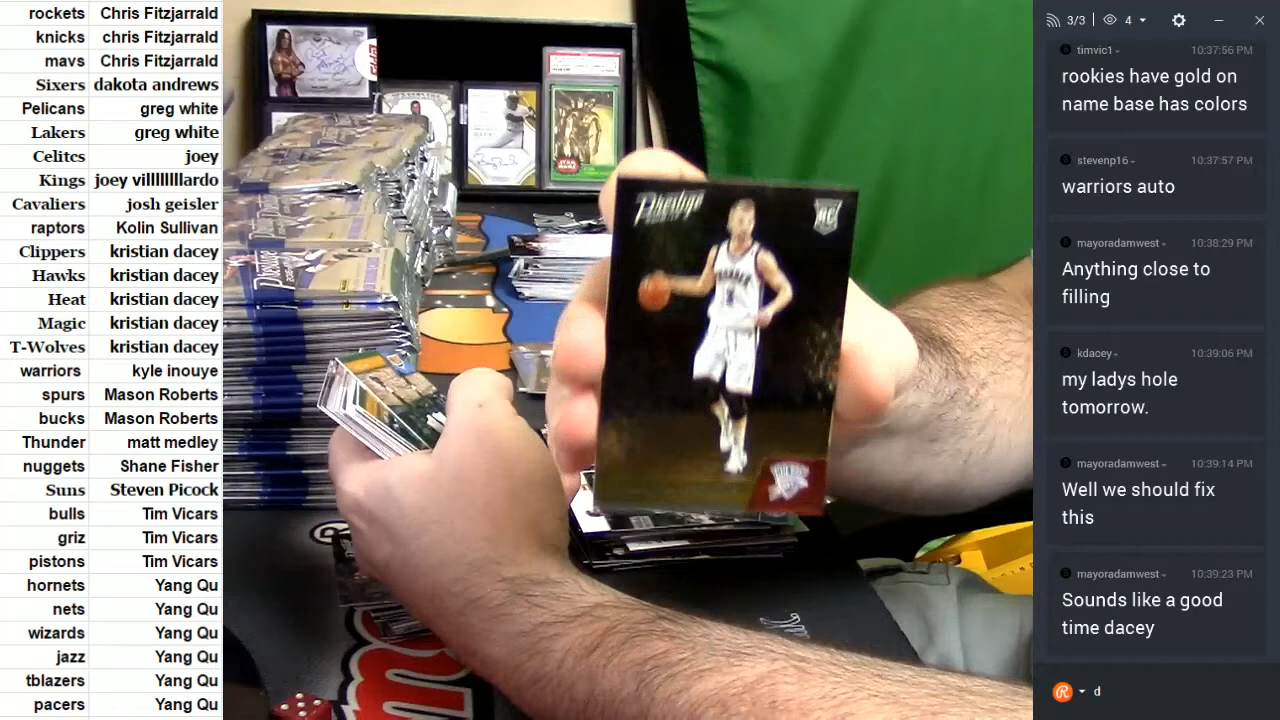 rockets Chris Fitzjarrald
knicks chris Fitzjarrald
mavs Chris Fitzjarrald
Sixers dakota andrews
Pelicans greg white
Lakers greg white
Celitcs joey
Kings joey villllllllardo
Cavaliers josh geisler
raptors Kolin Sullivan
Clippers kristian dacey
Hawks kristian dacey
Heat kristian dacey
Magic kristian dacey
T-Wolves kristian dacey
warriors kyle inouye
spurs Mason Roberts
bucks Mason Roberts
Thunder matt medley
nuggets Shane Fisher
Suns Steven Picock
bulls Tim Vicars
griz Tim Vicars
pistons Tim Vicars
hornets Yang Qu
nets Yang Qu
wizards Yang Qu
jazz Yang Qu
tblazers Yang Qu
pacers Yang Qu
STAR WARS
Prestige
Prestige
RC
3/3 4
timvic1 10:37:56 PM
rookies have gold on
name base has colors
stevenp16 10:37:57 PM
warriors auto
mayoradamwest 10:38:29 PM
Anything close to
filling
kdacey 10:39:06 PM
my ladys hole
tomorrow.
mayoradamwest 10:39:14 PM
Well we should fix
this
mayoradamwest 10:39:23 PM
Sounds like a good
time dacey
d